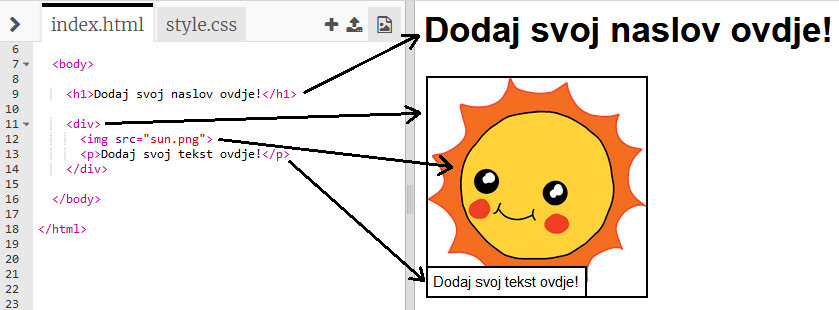 index.html style.css
6
7 <body>
8
9 <h1>Dodaj svoj naslov ovdje!</h1>
10
11 <div>
12 <img src="sun.png">
13 <p>Dodaj svoj tekst ovdje!</p>
14 </div>
15
16 </body>
17
18 </html>
19
20
21
22
23
Dodaj svoj naslov ovdje!
Dodaj svoj tekst ovdje!